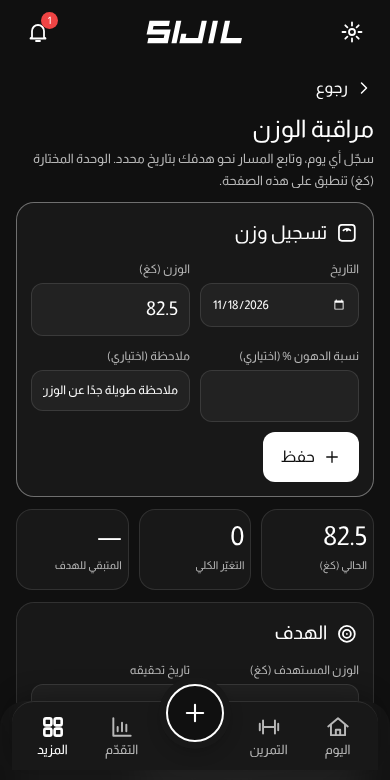 1
SIJIL
رجوع
مراقبة الوزن
سجّل أي يوم، وتابع المسار نحو هدفك بتاريخ محدد. الوحدة المختارة
(كغ) تنطبق على هذه الصفحة.
تسجيل وزن
التاريخ
الوزن (كغ)
11/18/2026
82.5
نسبة الدهون % (اختياري)
ملاحظة (اختياري)
ملاحظة طويلة جدًا عن الوزن
حفظ
82.5
0
—
الحالي (كغ)
التغيّر الكلي
المتبقي للهدف
الهدف
الوزن المستهدف (كغ)
تاريخ تحقيقه
اليوم
التمرين
التقدّم
المزيد